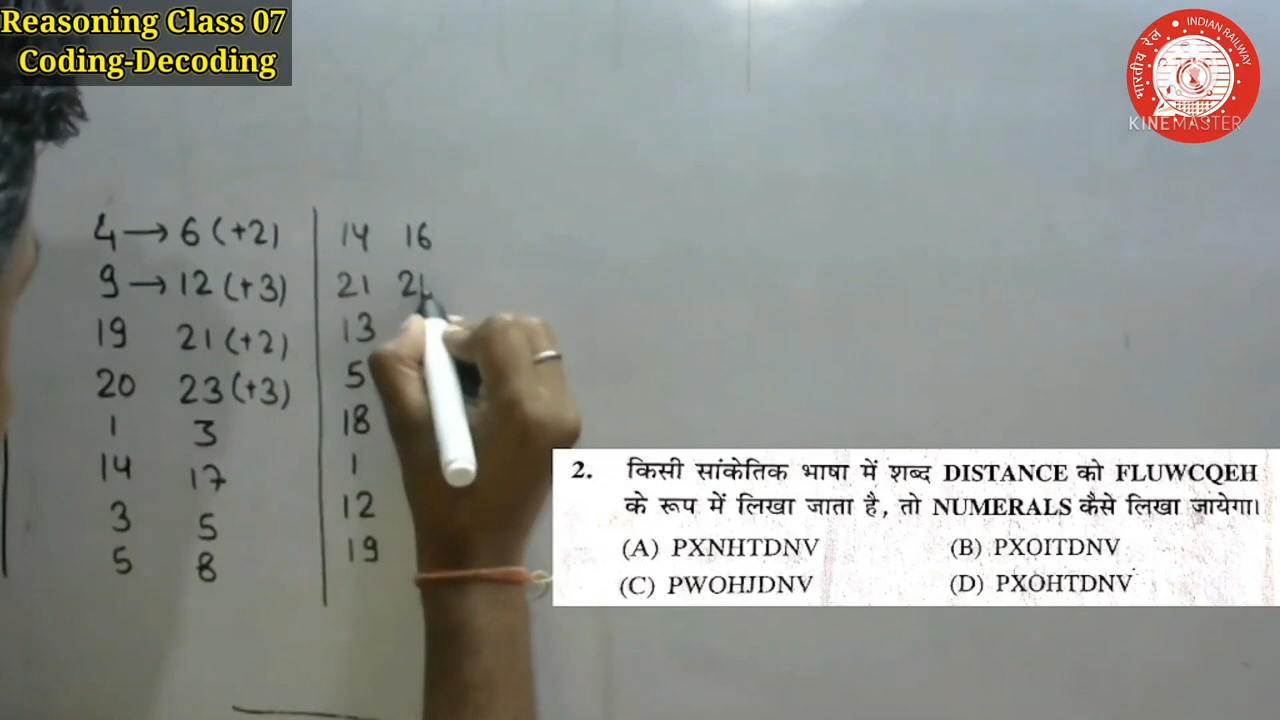 Reasoning Class 07
Coding-Decoding
भारतीय रेल INDIAN RAILWAY
KINEMASTER
4 → 6 (+2)
9 → 12 (+3)
19 21 (+2)
20 23 (+3)
1 3
14 17
3 5
5 8
14 16
21 2
13
5
18
1
12
19
2. किसी सांकेतिक भाषा में शब्द DISTANCE को FLUWCQEH
के रूप में लिखा जाता है, तो NUMERALS कैसे लिखा जायेगा।
(A) PXNHTDNV (B) PXOITDNV
(C) PWOHJDNV (D) PXOHTDNV